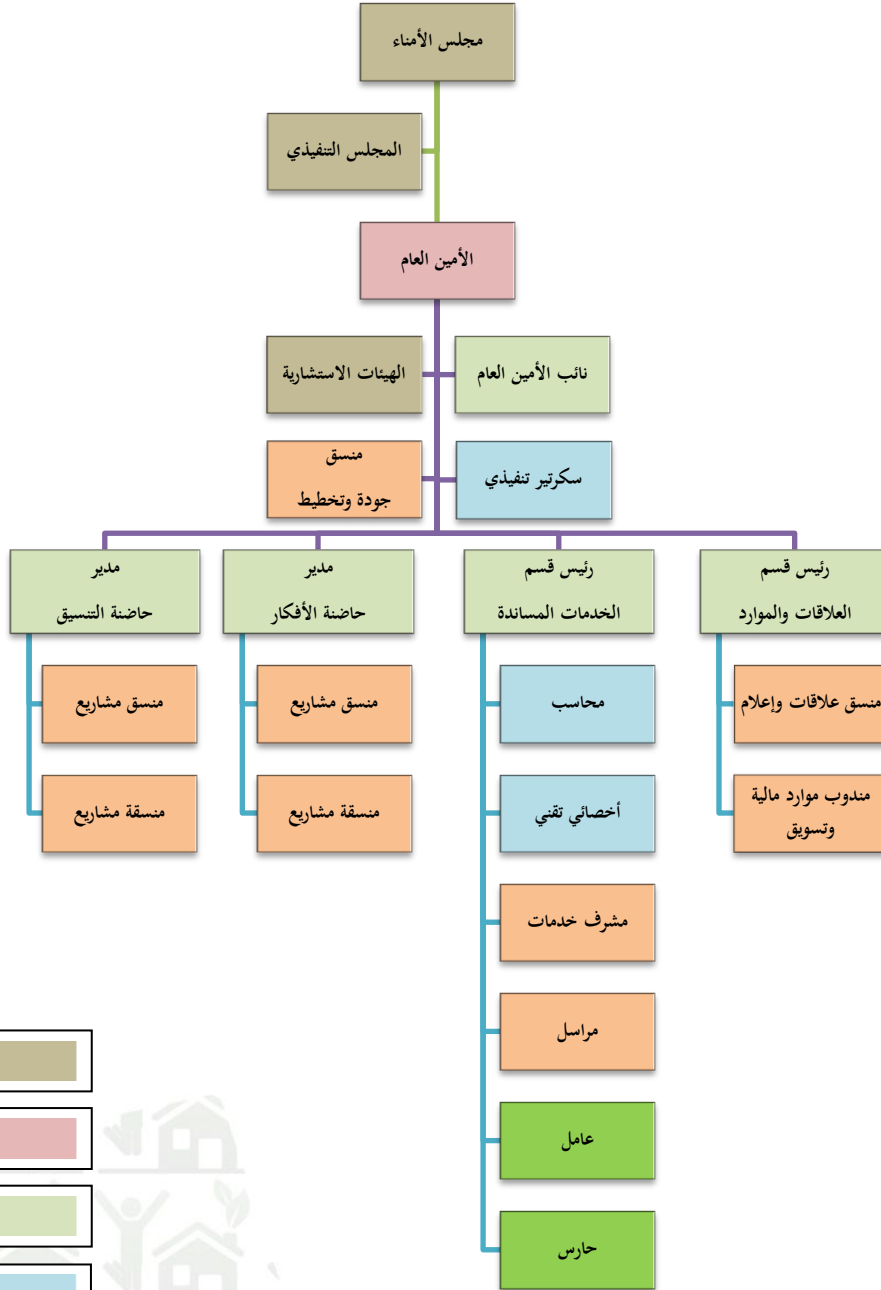 مجلس الأمناء
المجلس التنفيذي
الأمين العام
نائب الأمين العام
الهيئات الاستشارية
سكرتير تنفيذي
منسق
جودة وتخطيط
رئيس قسم
العلاقات والموارد
رئيس قسم
الخدمات المساندة
مدير
حاضنة الأفكار
مدير
حاضنة التنسيق
منسق علاقات وإعلام
محاسب
منسق مشاريع
منسق مشاريع
مندوب موارد مالية
وتسويق
أخصائي تقني
منسقة مشاريع
منسقة مشاريع
مشرف خدمات
مراسل
عامل
حارس